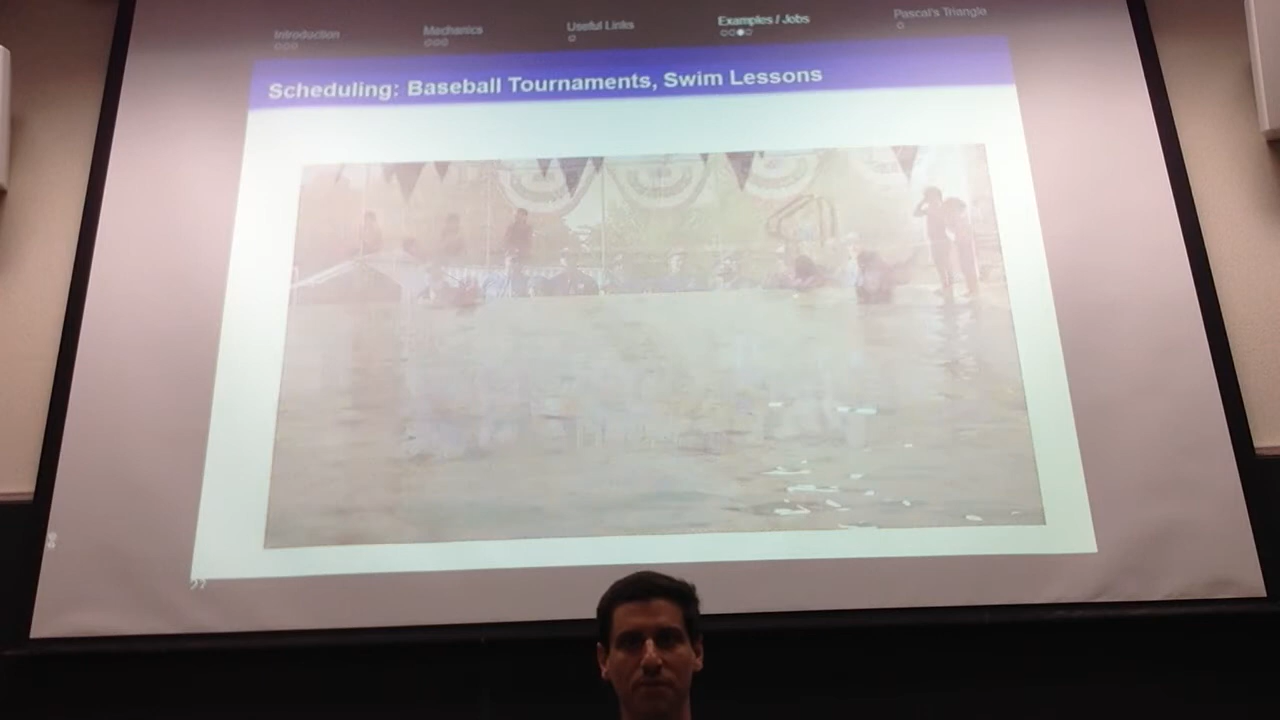 Introduction
Mechanics
Useful Links
Examples / Jobs
Pascal's Triangle
Scheduling: Baseball Tournaments, Swim Lessons